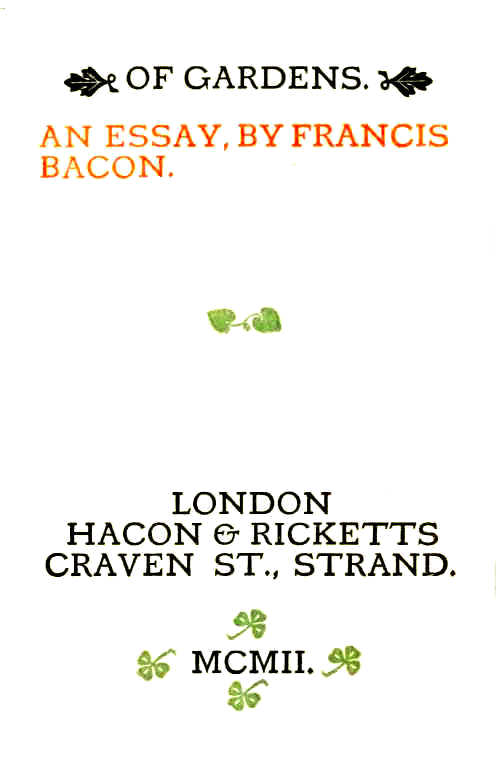 OF GARDENS.
AN ESSAY, BY FRANCIS
BACON.
LONDON
HACON & RICKETTS
CRAVEN ST., STRAND.
MCMII.